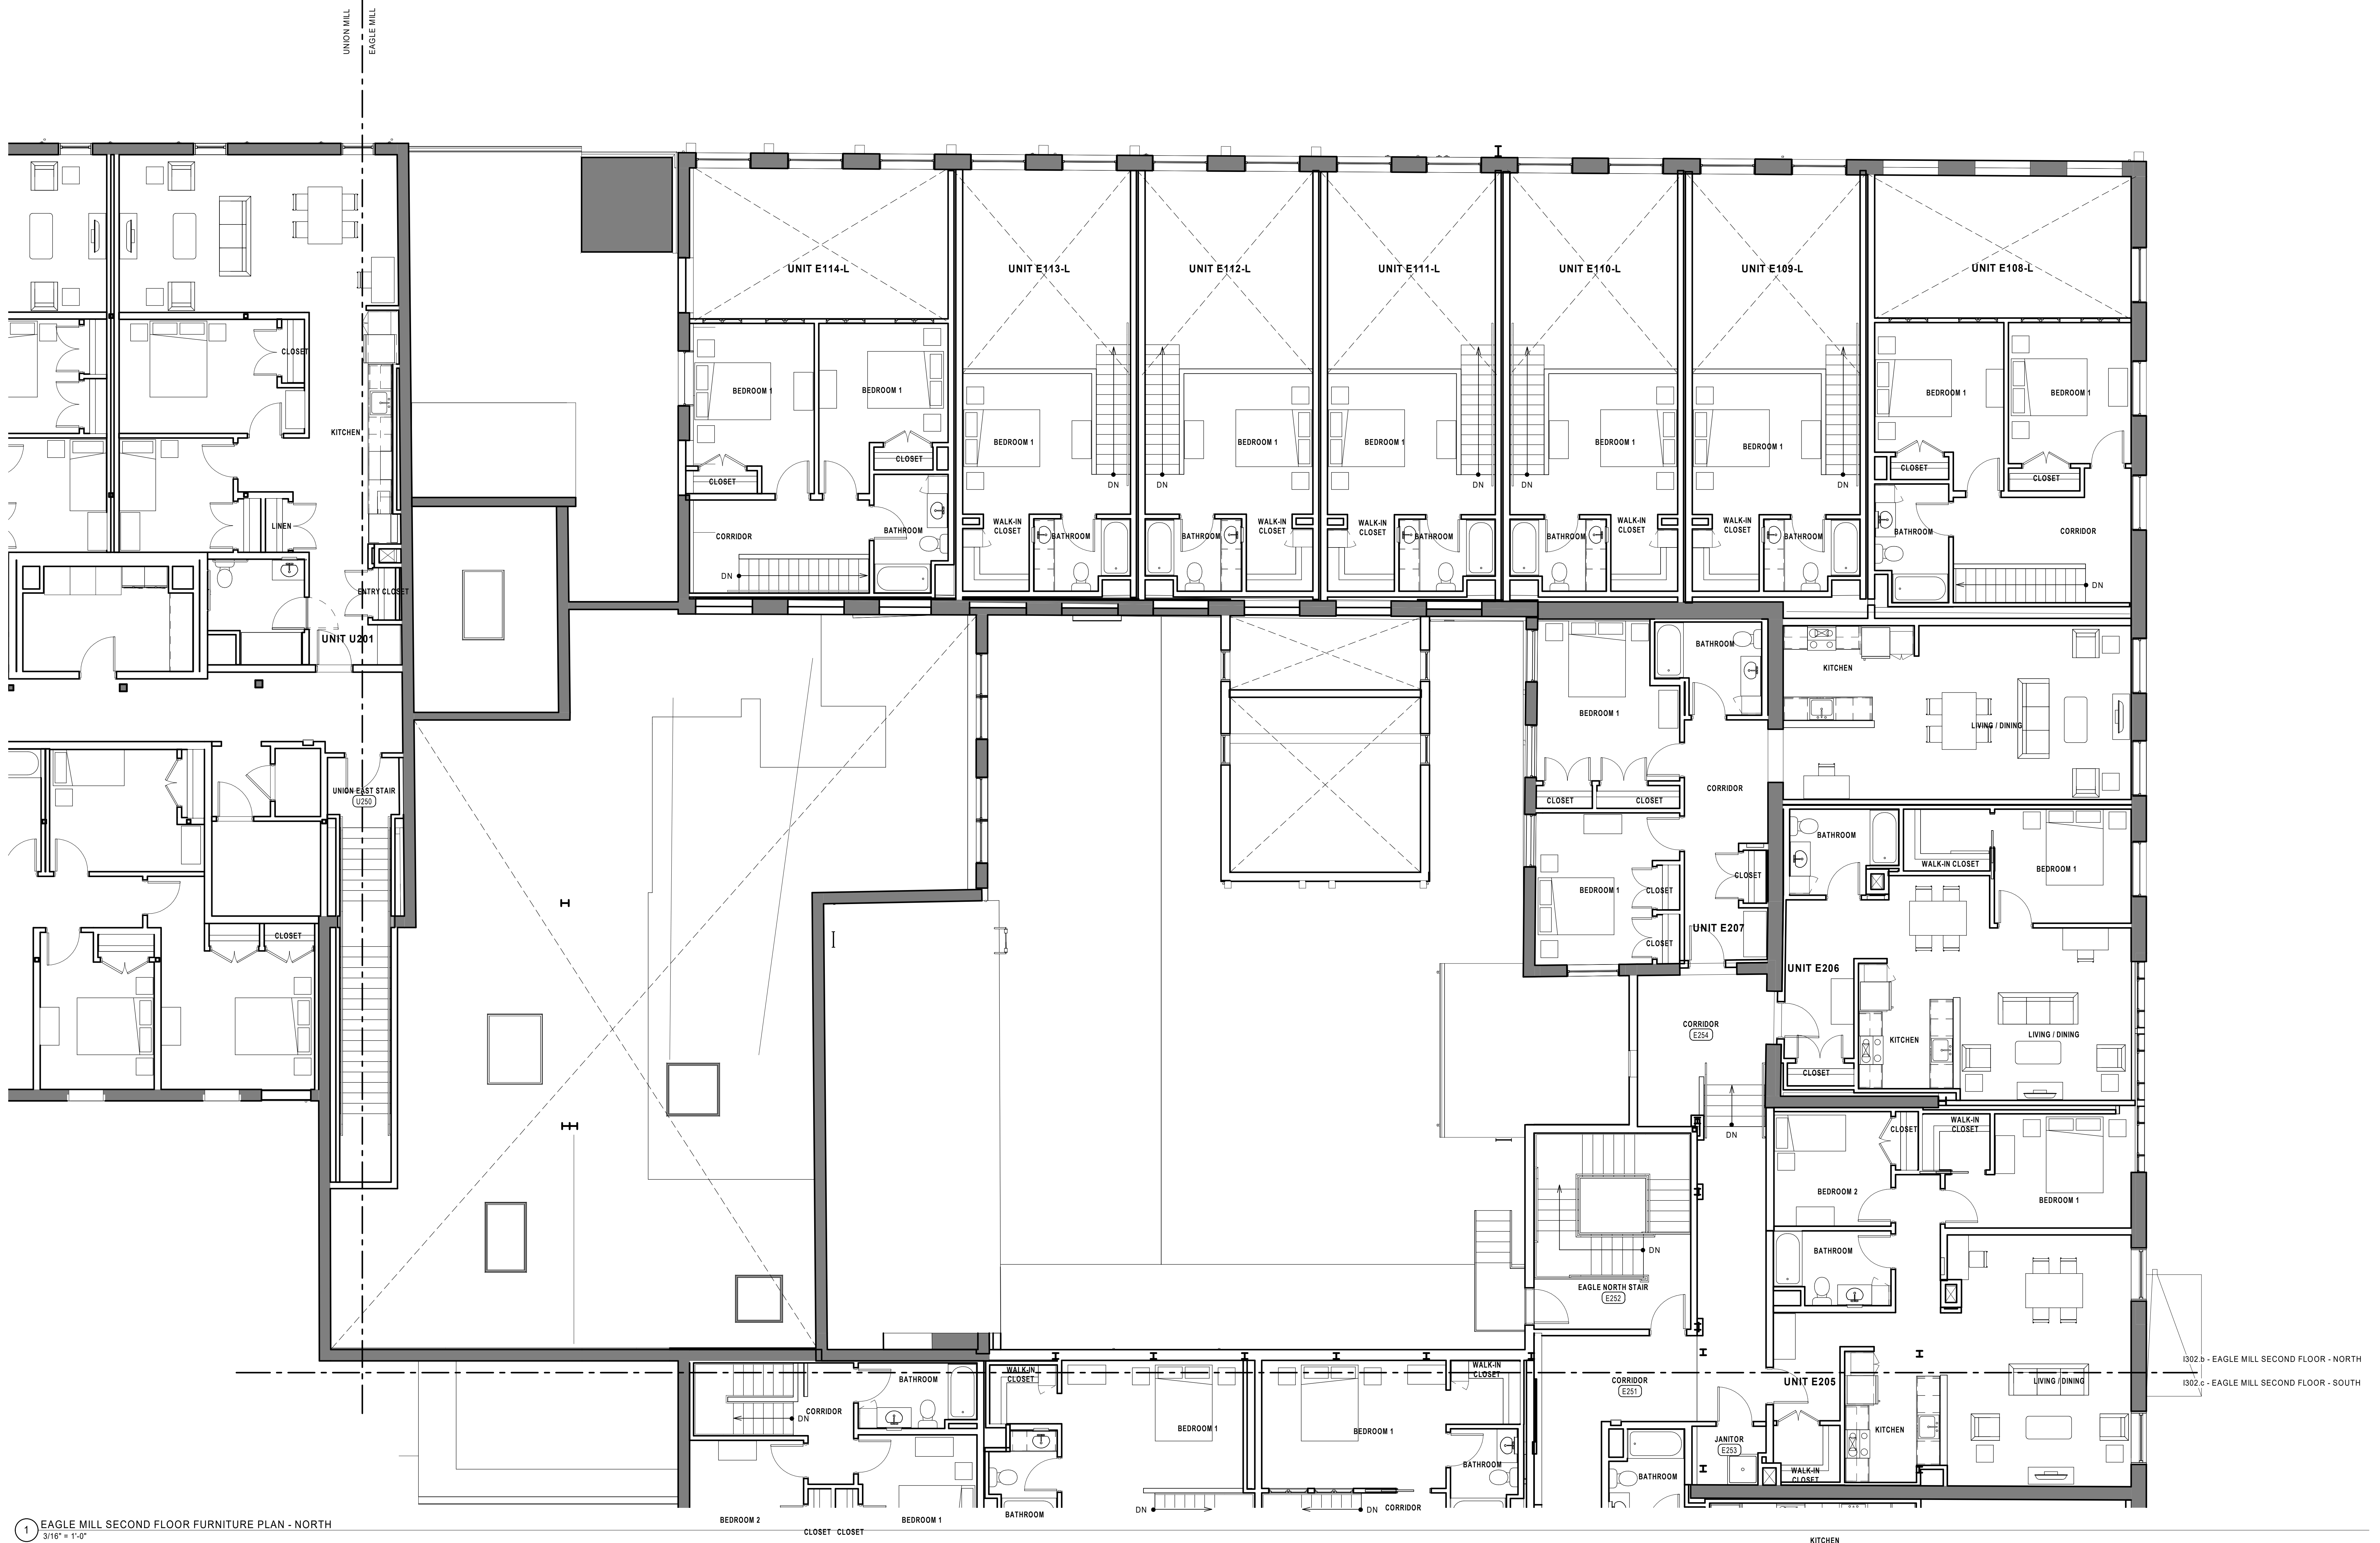 UNION MILL
EAGLE MILL
UNIT E114-L
UNIT E113-L
UNIT E112-L
UNIT E111-L
UNIT E110-L
UNIT E109-L
UNIT E108-L
CLOSET
KITCHEN
BEDROOM 1
BEDROOM 1
BEDROOM 1
BEDROOM 1
BEDROOM 1
BEDROOM 1
BEDROOM 1
BEDROOM 1
BEDROOM 1
CLOSET
CLOSET
CLOSET
CLOSET
DN
DN
DN
DN
DN
LINEN
CORRIDOR
BATHROOM
WALK-IN
CLOSET
BATHROOM
BATHROOM
WALK-IN
CLOSET
WALK-IN
CLOSET
BATHROOM
BATHROOM
WALK-IN
CLOSET
WALK-IN
CLOSET
BATHROOM
BATHROOM
CORRIDOR
DN
DN
ENTRY CLOSET
UNIT U201
BATHROOM
KITCHEN
BEDROOM 1
LIVING / DINING
UNION EAST STAIR
U250
CORRIDOR
CLOSET
CLOSET
BATHROOM
WALK-IN CLOSET
BEDROOM 1
BEDROOM 1
CLOSET
CLOSET
CLOSET
CLOSET
UNIT E207
UNIT E206
CORRIDOR
E254
KITCHEN
LIVING / DINING
CLOSET
DN
CLOSET
WALK-IN
CLOSET
BEDROOM 2
BEDROOM 1
DN
BATHROOM
EAGLE NORTH STAIR
E252
I302.b - EAGLE MILL SECOND FLOOR - NORTH
I302.c - EAGLE MILL SECOND FLOOR - SOUTH
BATHROOM
WALK-IN
CLOSET
WALK-IN
CLOSET
CORRIDOR
E251
UNIT E205
LIVING / DINING
CORRIDOR
DN
BEDROOM 1
BEDROOM 1
KITCHEN
JANITOR
E253
BATHROOM
BATHROOM
WALK-IN
CLOSET
DN
DN
CORRIDOR
BATHROOM
BEDROOM 2
BEDROOM 1
CLOSET
CLOSET
KITCHEN
1
EAGLE MILL SECOND FLOOR FURNITURE PLAN - NORTH
3/16" = 1'-0"